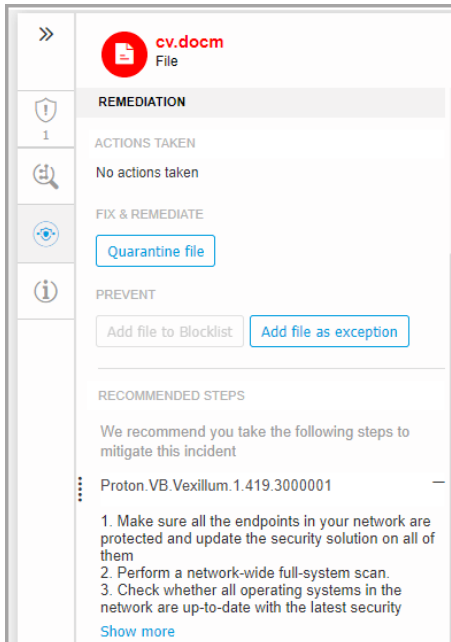 cv.docm
File
REMEDIATION
1
ACTIONS TAKEN
No actions taken
FIX & REMEDIATE
Quarantine file
PREVENT
Add file to Blocklist
Add file as exception
RECOMMENDED STEPS
We recommend you take the following steps to
mitigate this incident
Proton.VB.Vexillum.1.419.3000001
1. Make sure all the endpoints in your network are
protected and update the security solution on all of
them
2. Perform a network-wide full-system scan.
3. Check whether all operating systems in the
network are up-to-date with the latest security
Show more